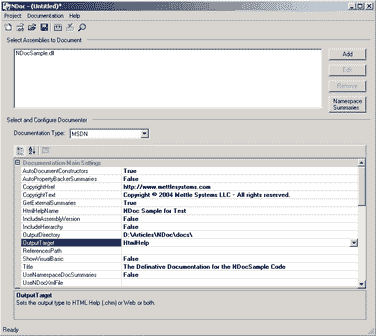 NDoc - (Untitled)*
Project Documentation Help
Select Assemblies to Document
NDocSample.dll
Add
Edit
Remove
Namespace Summaries
Select and Configure Documenter
Documentation Type: MSDN
Documentation Main Settings
AutoDocumentConstructors True
AutoPropertyBackerSummaries False
CopyrightHref http://www.mettlesystems.com
CopyrightText Copyright © 2004 Mettle Systems LLC - All rights reserved.
GetExternalSummaries True
HtmlHelpName NDoc Sample for Test
IncludeAssemblyVersion False
IncludeHierarchy False
OutputDirectory D:\Articles\NDoc\docs\
OutputTarget HtmlHelp
ReferencesPath
ShowVisualBasic False
Title The Definative Documentation for the NDocSample Code
UseNamespaceDocSummaries False
UseNDocXmlFile
OutputTarget
Sets the output type to HTML Help (.chm) or Web or both.
Ready